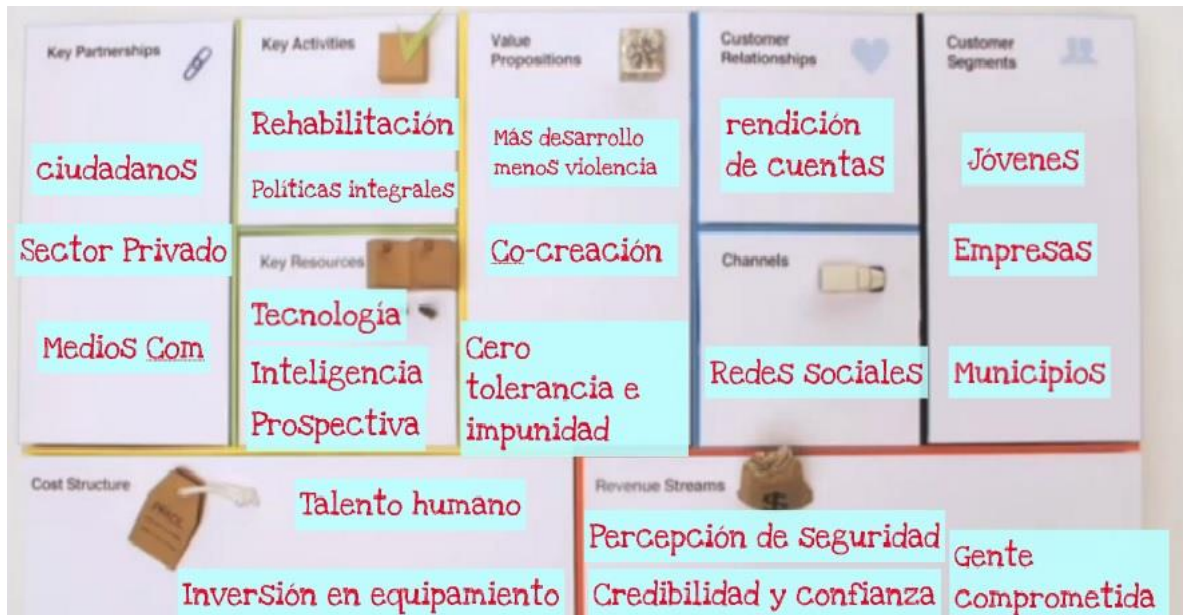 Key Partnerships
ciudadanos
Sector Privado
Medios Com
Key Activities
Rehabilitación
Políticas integrales
Key Resources
Tecnología
Inteligencia
Prospectiva
Value
Propositions
Más desarrollo
menos violencia
Co-creación
Cero
tolerancia e
impunidad
Customer
Relationships
rendición
de cuentas
Channels
Redes sociales
Customer
Segments
Jóvenes
Empresas
Municipios
Cost Structure
Talento humano
Inversión en equipamiento
Revenue Streams
$
Percepción de seguridad
Credibilidad y confianza
Gente
comprometida